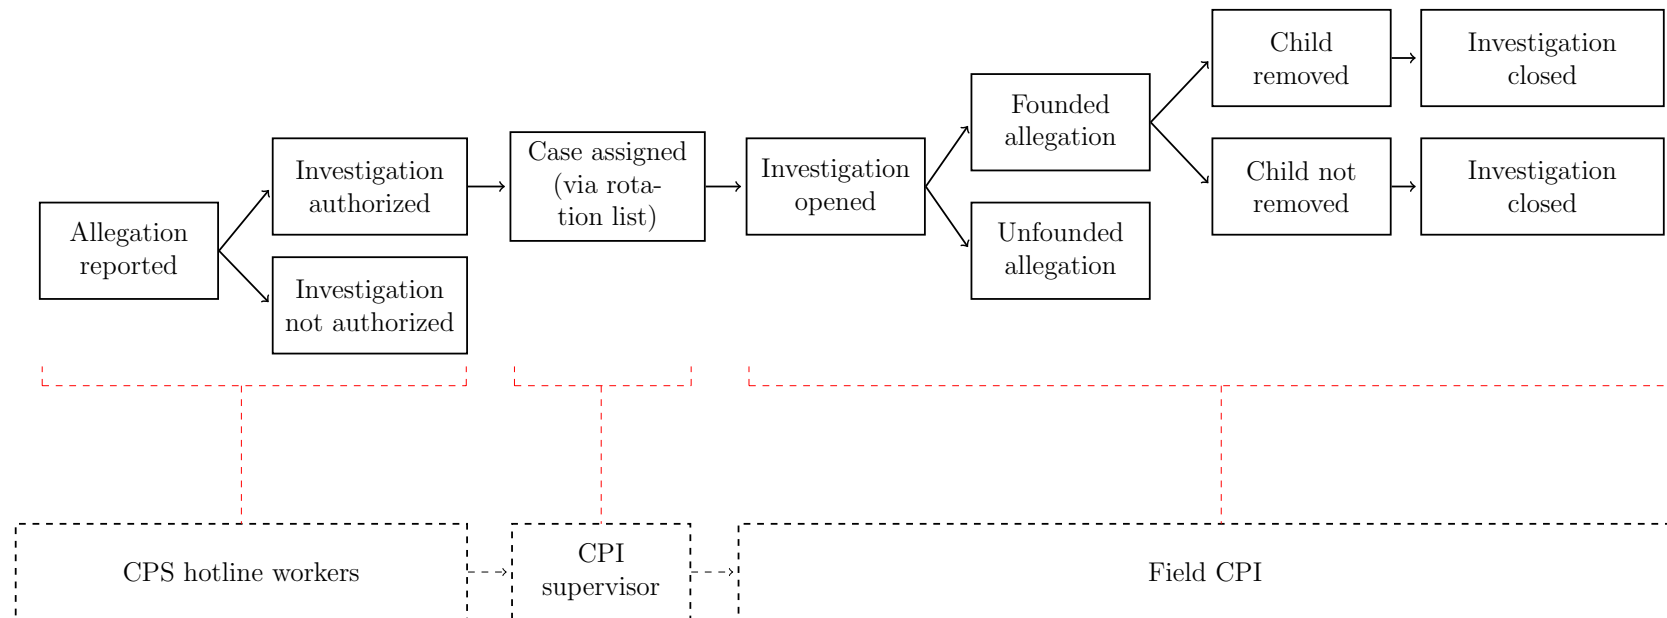 Allegation
reported
Investigation
authorized
Investigation
not authorized
Case assigned
(via rota-
tion list)
Investigation
opened
Founded
allegation
Unfounded
allegation
Child
removed
Investigation
closed
Child not
removed
Investigation
closed
CPS hotline workers
CPI
supervisor
Field CPI